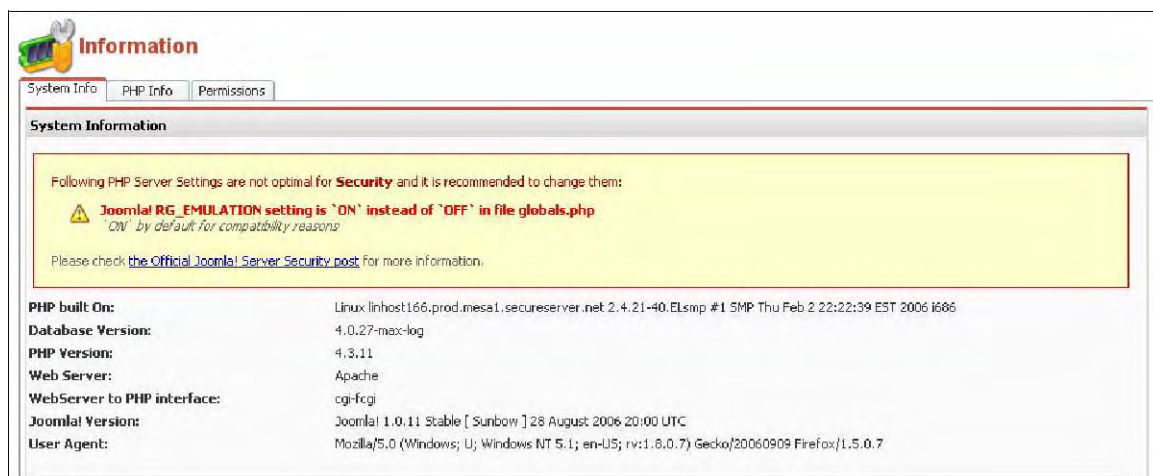 Information
System Info PHP Info Permissions
System Information
Following PHP Server Settings are not optimal for Security and it is recommended to change them:
Joomla! RG_EMULATION setting is `ON` instead of `OFF` in file globals.php
`ON` by default for compatibility reasons
Please check the Official Joomla! Server Security post for more information.
PHP built On: Linux linhost166.prod.mesa1.secureserver.net 2.4.21-40.ELsmp #1 SMP Thu Feb 2 22:22:39 EST 2006 i686
Database Version: 4.0.27-max-log
PHP Version: 4.3.11
Web Server: Apache
WebServer to PHP interface: cgi-fcgi
Joomla! Version: Joomla! 1.0.11 Stable [ Sunbow ] 28 August 2006 20:00 UTC
User Agent: Mozilla/5.0 (Windows; U; Windows NT 5.1; en-US; rv:1.8.0.7) Gecko/20060909 Firefox/1.5.0.7